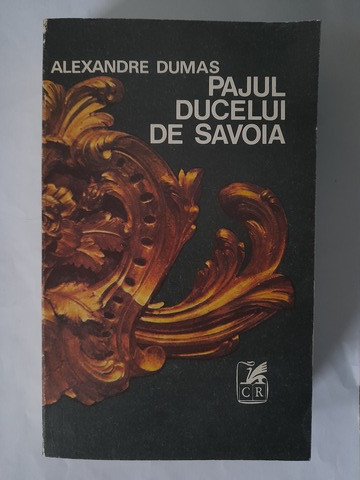 ALEXANDRE DUMAS
PAJUL
DUCELUI
DE SAVOIA
CR